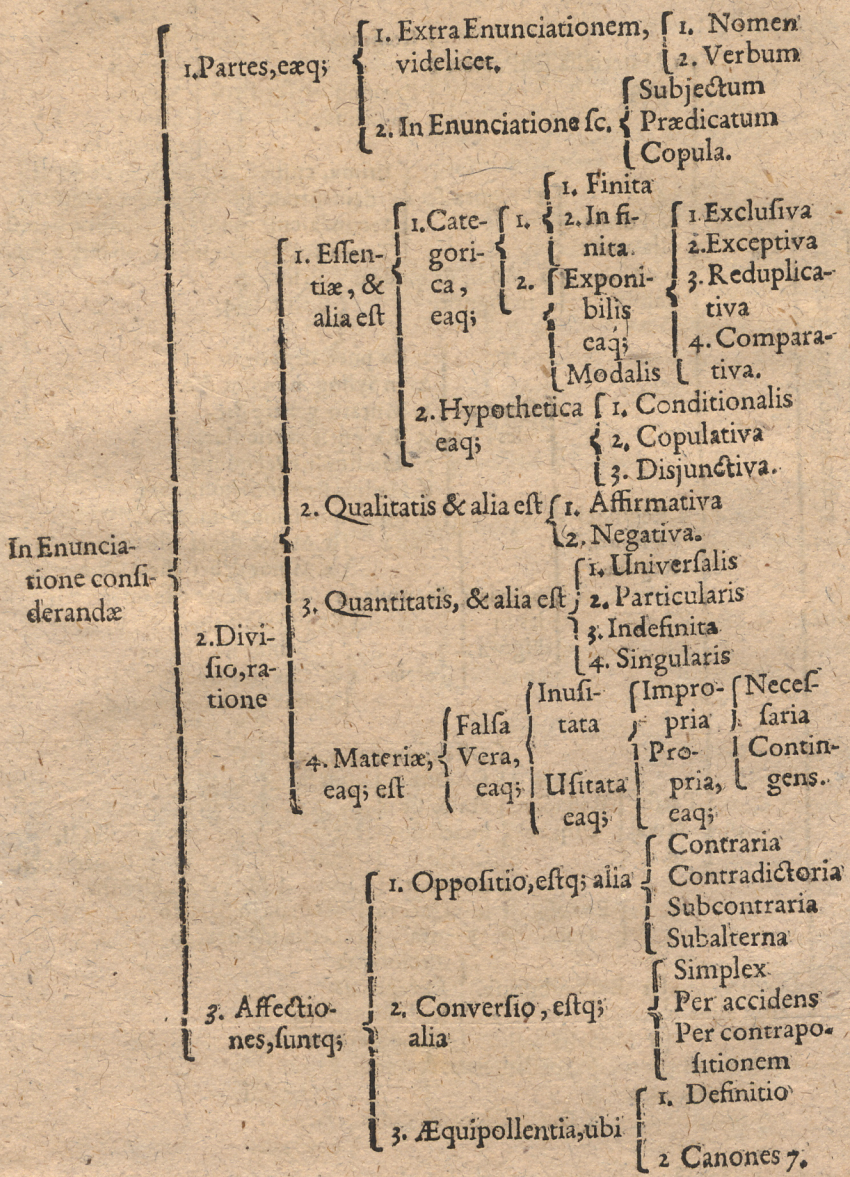 In Enuncia-
tione consi-
derandæ
1. Partes, eæq;
1. Extra Enunciationem,
videlicet.
1. Nomen
2. Verbum
2. In Enunciatione sc.
Subjectum
Prædicatum
Copula.
2. Divi-
sio, ra-
tione
1. Essen-
tiæ, &
alia est
1. Cate-
gori-
ca,
eaq;
1.
1. Finita
2. In fi-
nita.
2.
Exponi-
bilis
eaq;
1. Exclusiva
2. Exceptiva
3. Reduplica-
tiva
4. Compara-
tiva.
Modalis
2. Hypothetica
eaq;
1. Conditionalis
2. Copulativa
3. Disjunctiva.
2. Qualitatis & alia est
1. Affirmativa
2. Negativa.
3. Quantitatis, & alia est
1. Universalis
2. Particularis
3. Indefinita
4. Singularis
4. Materiæ,
eaq; est
Falsa
Vera,
eaq;
Inusi-
tata
Usitata
eaq;
Impro-
pria
Pro-
pria,
eaq;
Neces-
saria
Contin-
gens.
3. Affectio-
nes, suntq;
1. Oppositio, estq; alia
Contraria
Contradictoria
Subcontraria
Subalterna
2. Conversio, estq;
alia
Simplex
Per accidens
Per contrapo-
sitionem
3. Æquipollentia, ubi
1. Definitio
2 Canones 7.